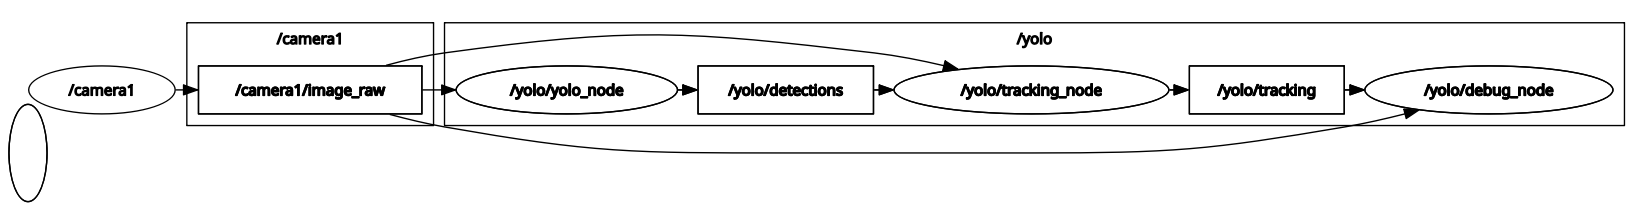 /camera1
/yolo
/camera1
/camera1/image_raw
/yolo/yolo_node
/yolo/detections
/yolo/tracking_node
/yolo/tracking
/yolo/debug_node